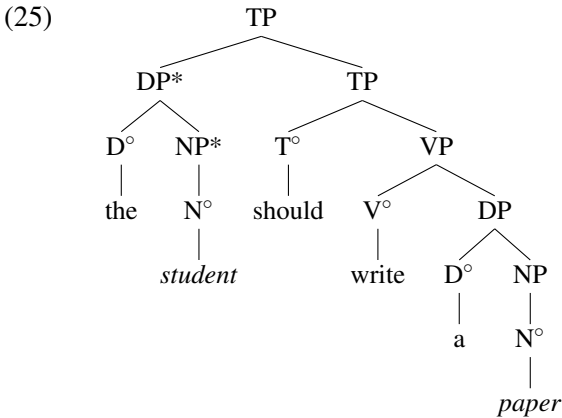 (25) TP
DP* TP
D° NP* T° VP
the N° should V° DP
student write D° NP
a N°
paper